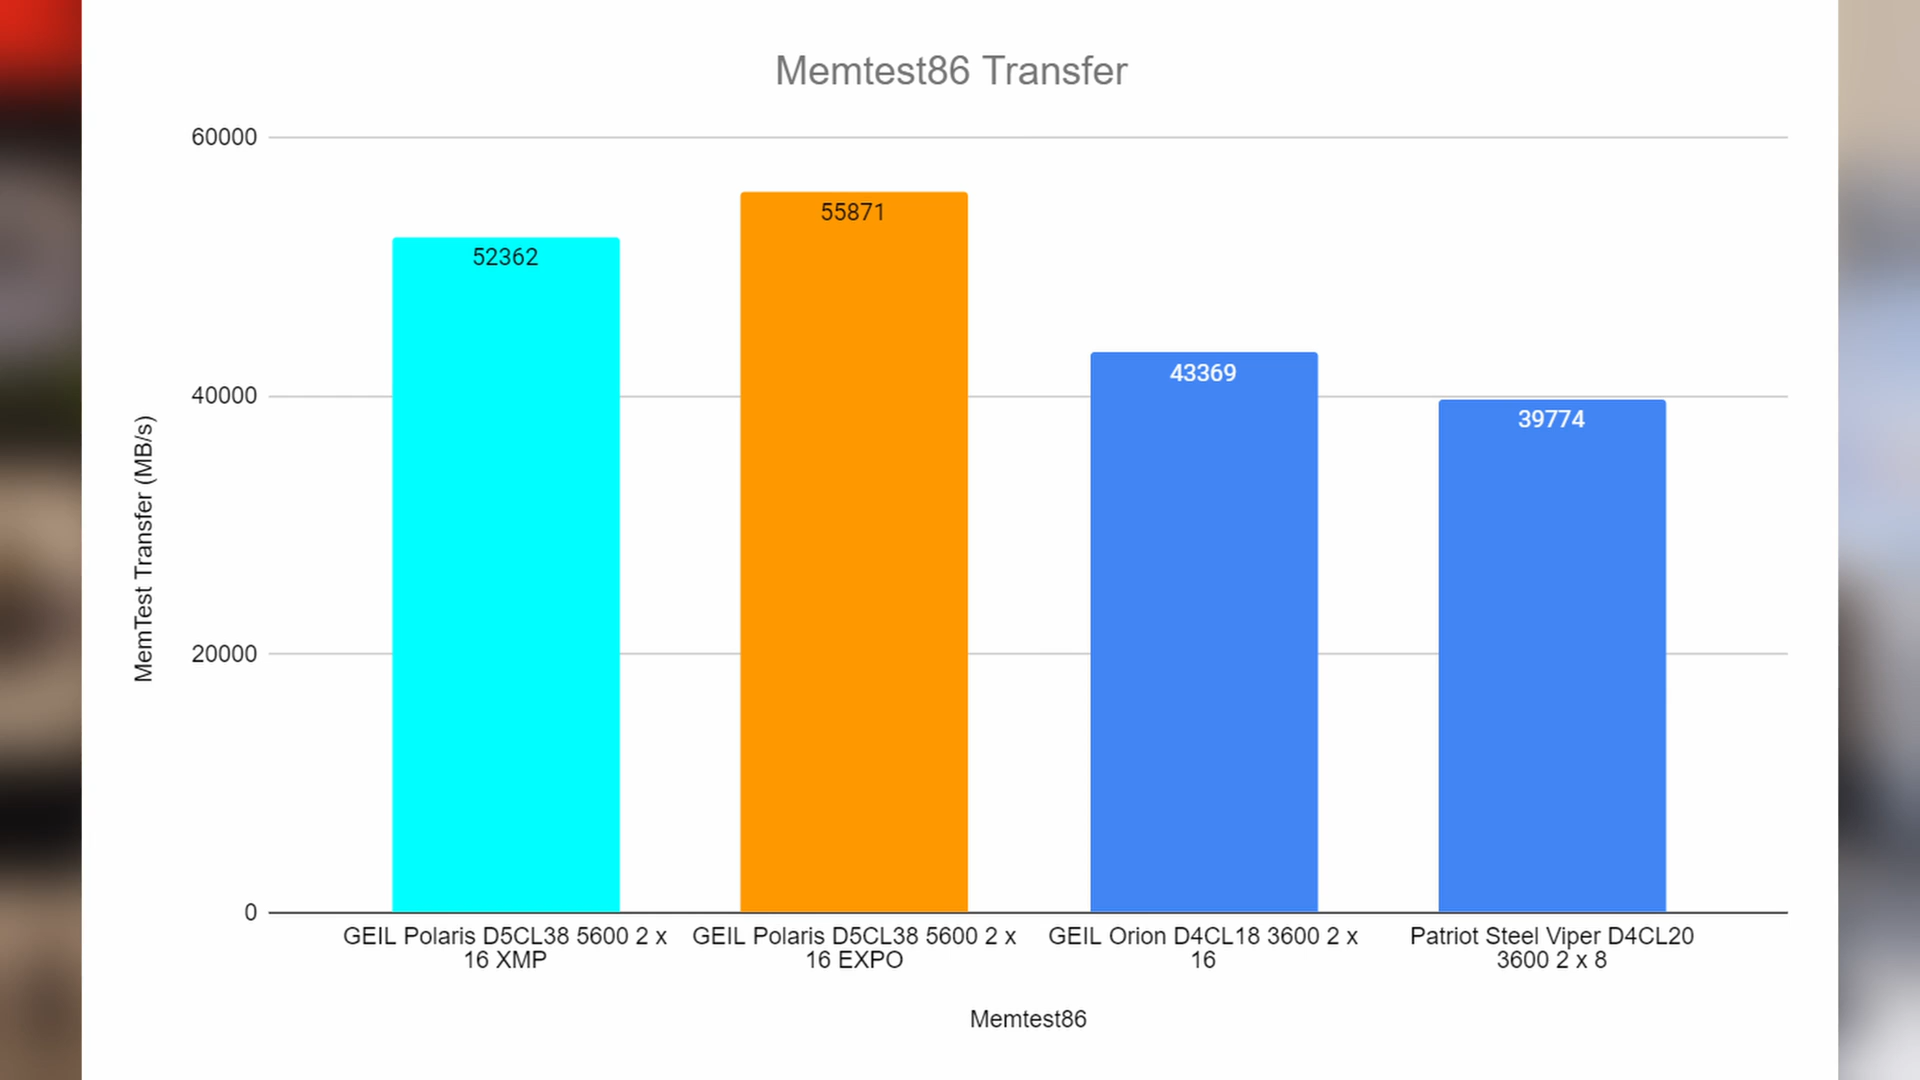 Memtest86 Transfer
60000
40000
20000
0
MemTest Transfer (MB/s)
52362
55871
43369
39774
GEIL Polaris D5CL38 5600 2 x
16 XMP
GEIL Polaris D5CL38 5600 2 x
16 EXPO
GEIL Orion D4CL18 3600 2 x
16
Patriot Steel Viper D4CL20
3600 2 x 8
Memtest86